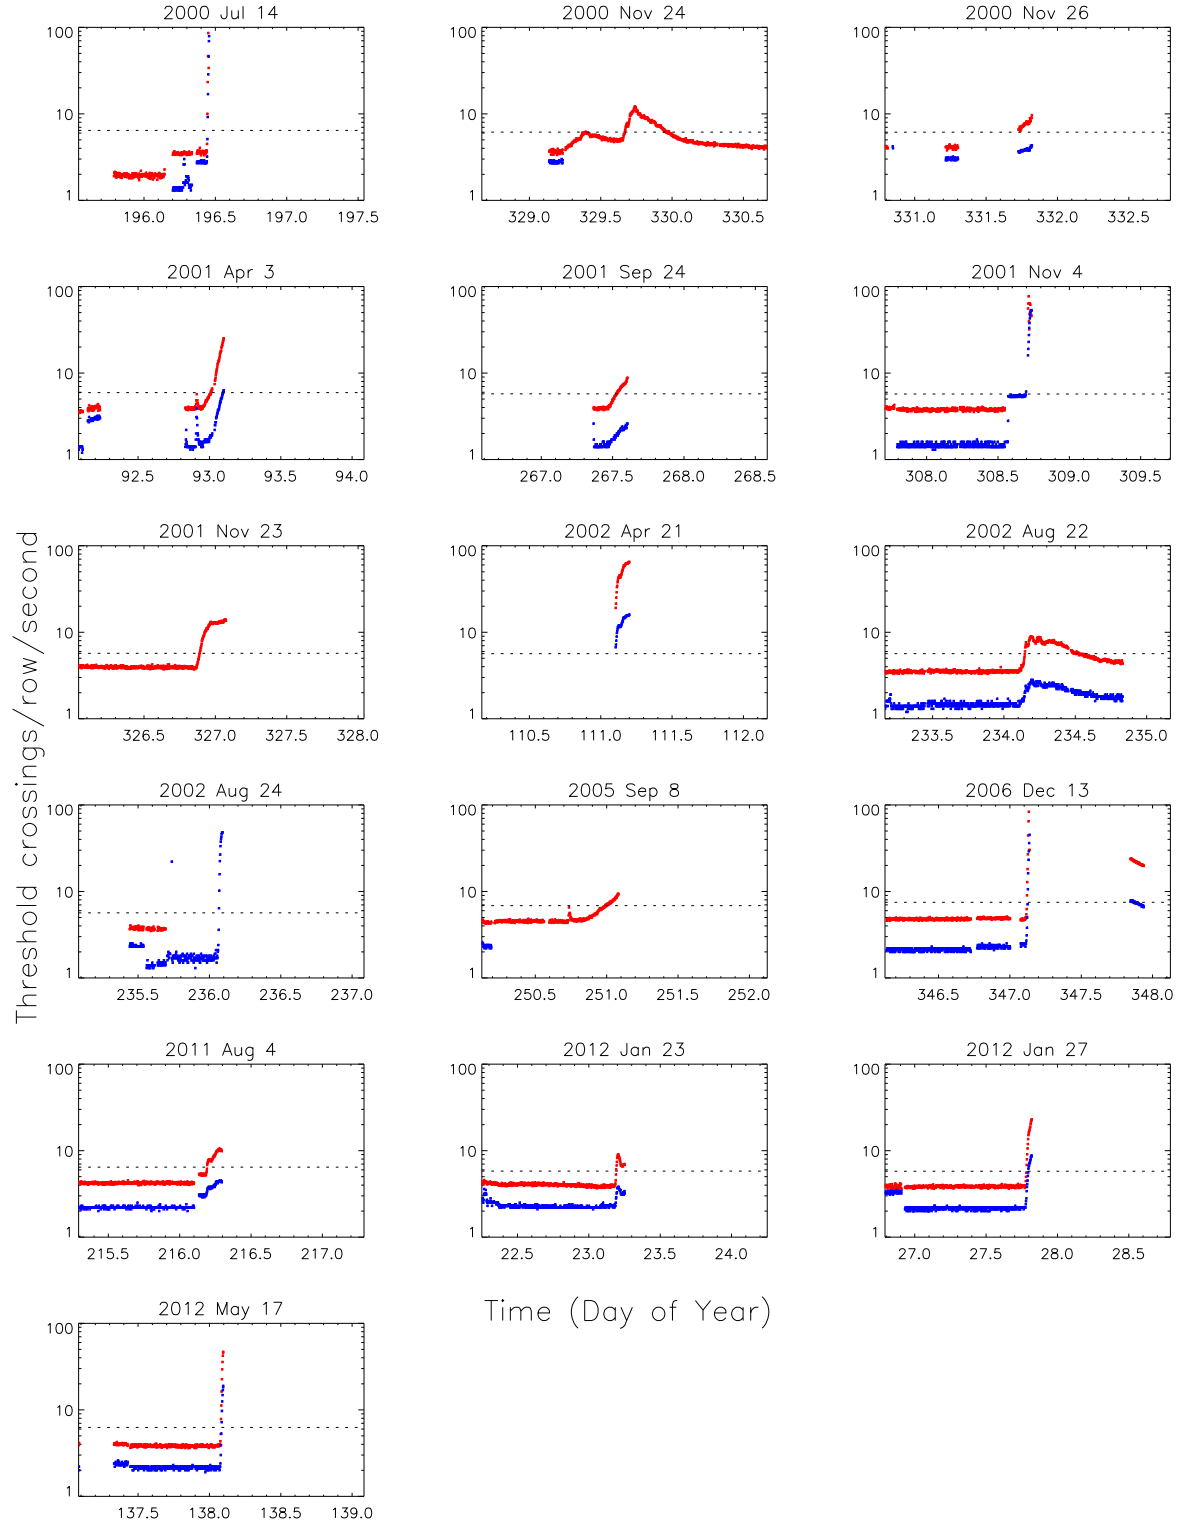 2000 Jul 14
100
10
1
196.0 196.5 197.0 197.5
2000 Nov 24
100
10
1
329.0 329.5 330.0 330.5
2000 Nov 26
100
10
1
331.0 331.5 332.0 332.5
2001 Apr 3
100
10
1
92.5 93.0 93.5 94.0
2001 Sep 24
100
10
1
267.0 267.5 268.0 268.5
2001 Nov 4
100
10
1
308.0 308.5 309.0 309.5
Threshold crossings/row/second
2001 Nov 23
100
10
1
326.5 327.0 327.5 328.0
2002 Apr 21
100
10
1
110.5 111.0 111.5 112.0
2002 Aug 22
100
10
1
233.5 234.0 234.5 235.0
2002 Aug 24
100
10
1
235.5 236.0 236.5 237.0
2005 Sep 8
100
10
1
250.5 251.0 251.5 252.0
2006 Dec 13
100
10
1
346.5 347.0 347.5 348.0
2011 Aug 4
100
10
1
215.5 216.0 216.5 217.0
2012 Jan 23
100
10
1
22.5 23.0 23.5 24.0
2012 Jan 27
100
10
1
27.0 27.5 28.0 28.5
2012 May 17
100
10
1
137.5 138.0 138.5 139.0
Time (Day of Year)